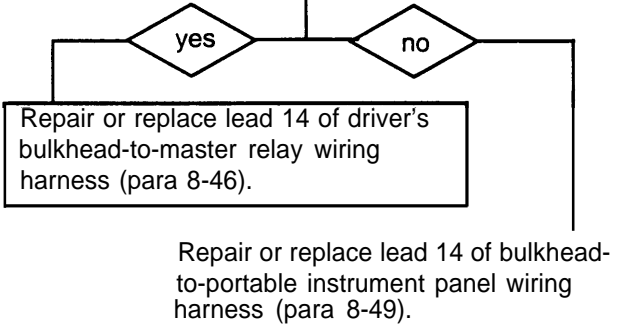 yes
no
Repair or replace lead 14 of driver's
bulkhead-to-master relay wiring
harness (para 8-46).
Repair or replace lead 14 of bulkhead-
to-portable instrument panel wiring
harness (para 8-49).